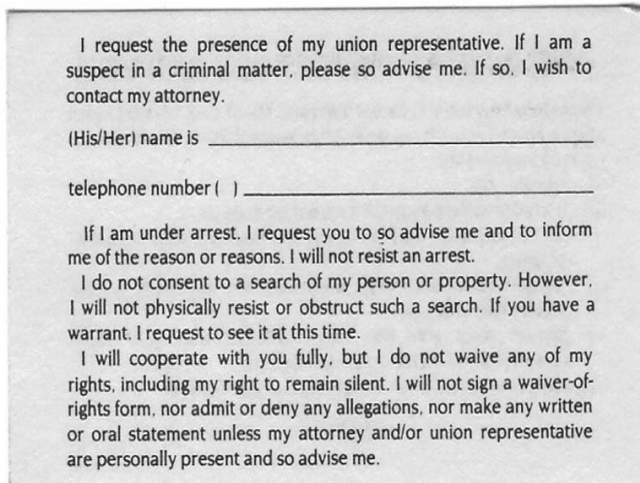 I request the presence of my union representative. If I am a
suspect in a criminal matter, please so advise me. If so, I wish to
contact my attorney.
(His/Her) name is
telephone number (  )
If I am under arrest, I request you to so advise me and to inform
me of the reason or reasons. I will not resist an arrest.
I do not consent to a search of my person or property. However,
I will not physically resist or obstruct such a search. If you have a
warrant, I request to see it at this time.
I will cooperate with you fully, but I do not waive any of my
rights, including my right to remain silent. I will not sign a waiver-of-
rights form, nor admit or deny any allegations, nor make any written
or oral statement unless my attorney and/or union representative
are personally present and so advise me.